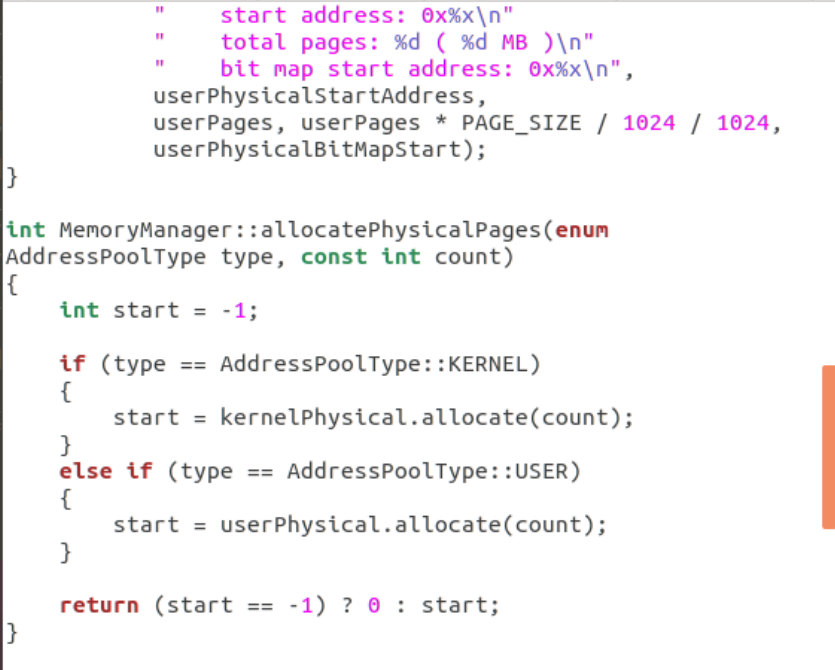 "    start address: 0x%x\n"
"    total pages: %d ( %d MB )\n"
"    bit map start address: 0x%x\n",
userPhysicalStartAddress,
userPages, userPages * PAGE_SIZE / 1024 / 1024,
userPhysicalBitMapStart);
}
int MemoryManager::allocatePhysicalPages(enum
AddressPoolType type, const int count)
{
    int start = -1;
    if (type == AddressPoolType::KERNEL)
    {
        start = kernelPhysical.allocate(count);
    }
    else if (type == AddressPoolType::USER)
    {
        start = userPhysical.allocate(count);
    }
    return (start == -1) ? 0 : start;
}